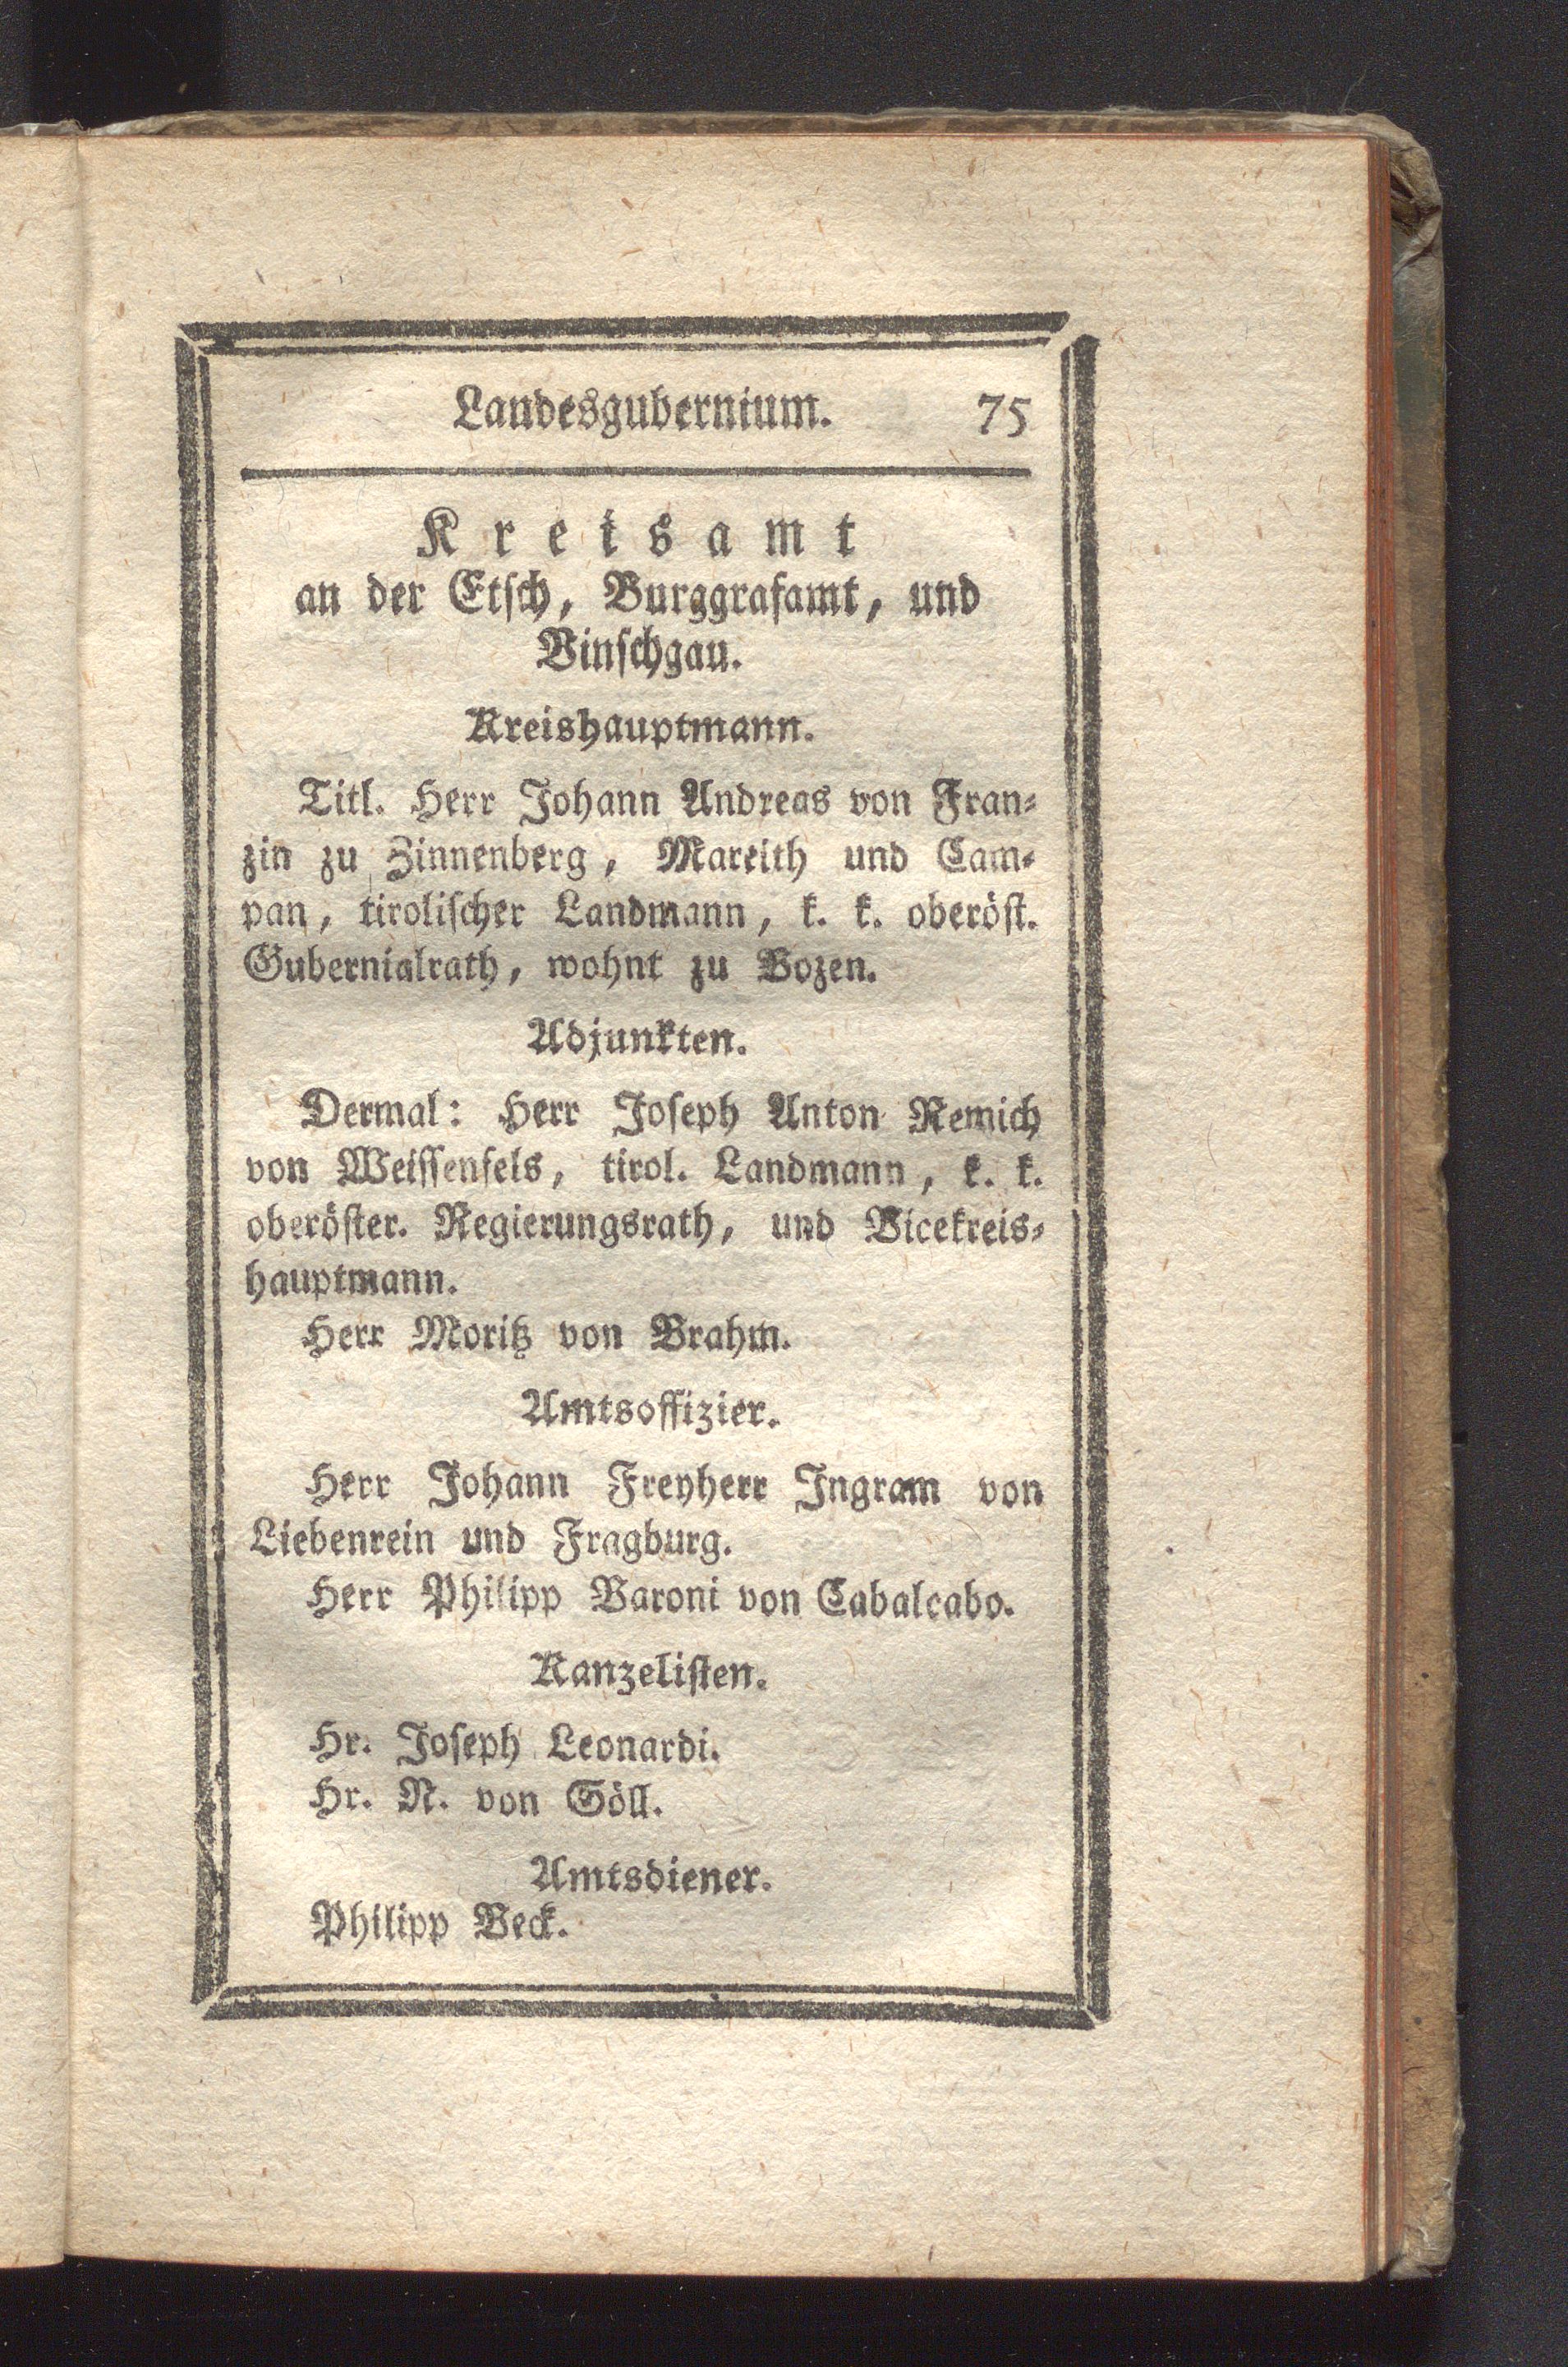 Landesgubernium. 75
Kreisamt
an der Etsch, Burggrafamt, und
Vinschgau.
Kreishauptmann.
Titl. Herr Johann Andreas von Fran-
zin zu Zinnenberg, Mareith und Cam-
pan, tirolischer Landmann, k. k. oberöst.
Gubernialrath, wohnt zu Bozen.
Adjunkten.
Dermal: Herr Joseph Anton Remich
von Weissenfels, tirol. Landmann, k. k.
oberöster. Regierungsrath, und Vicekreis-
hauptmann.
Herr Moritz von Brahm.
Amtsoffizier.
Herr Johann Freyherr Ingram von
Liebenrein und Fragburg.
Herr Philipp Baroni von Cabalcabo.
Kanzelisten.
Hr. Joseph Leonardi.
Hr. N. von Söll.
Amtsdiener.
Philipp Beck.